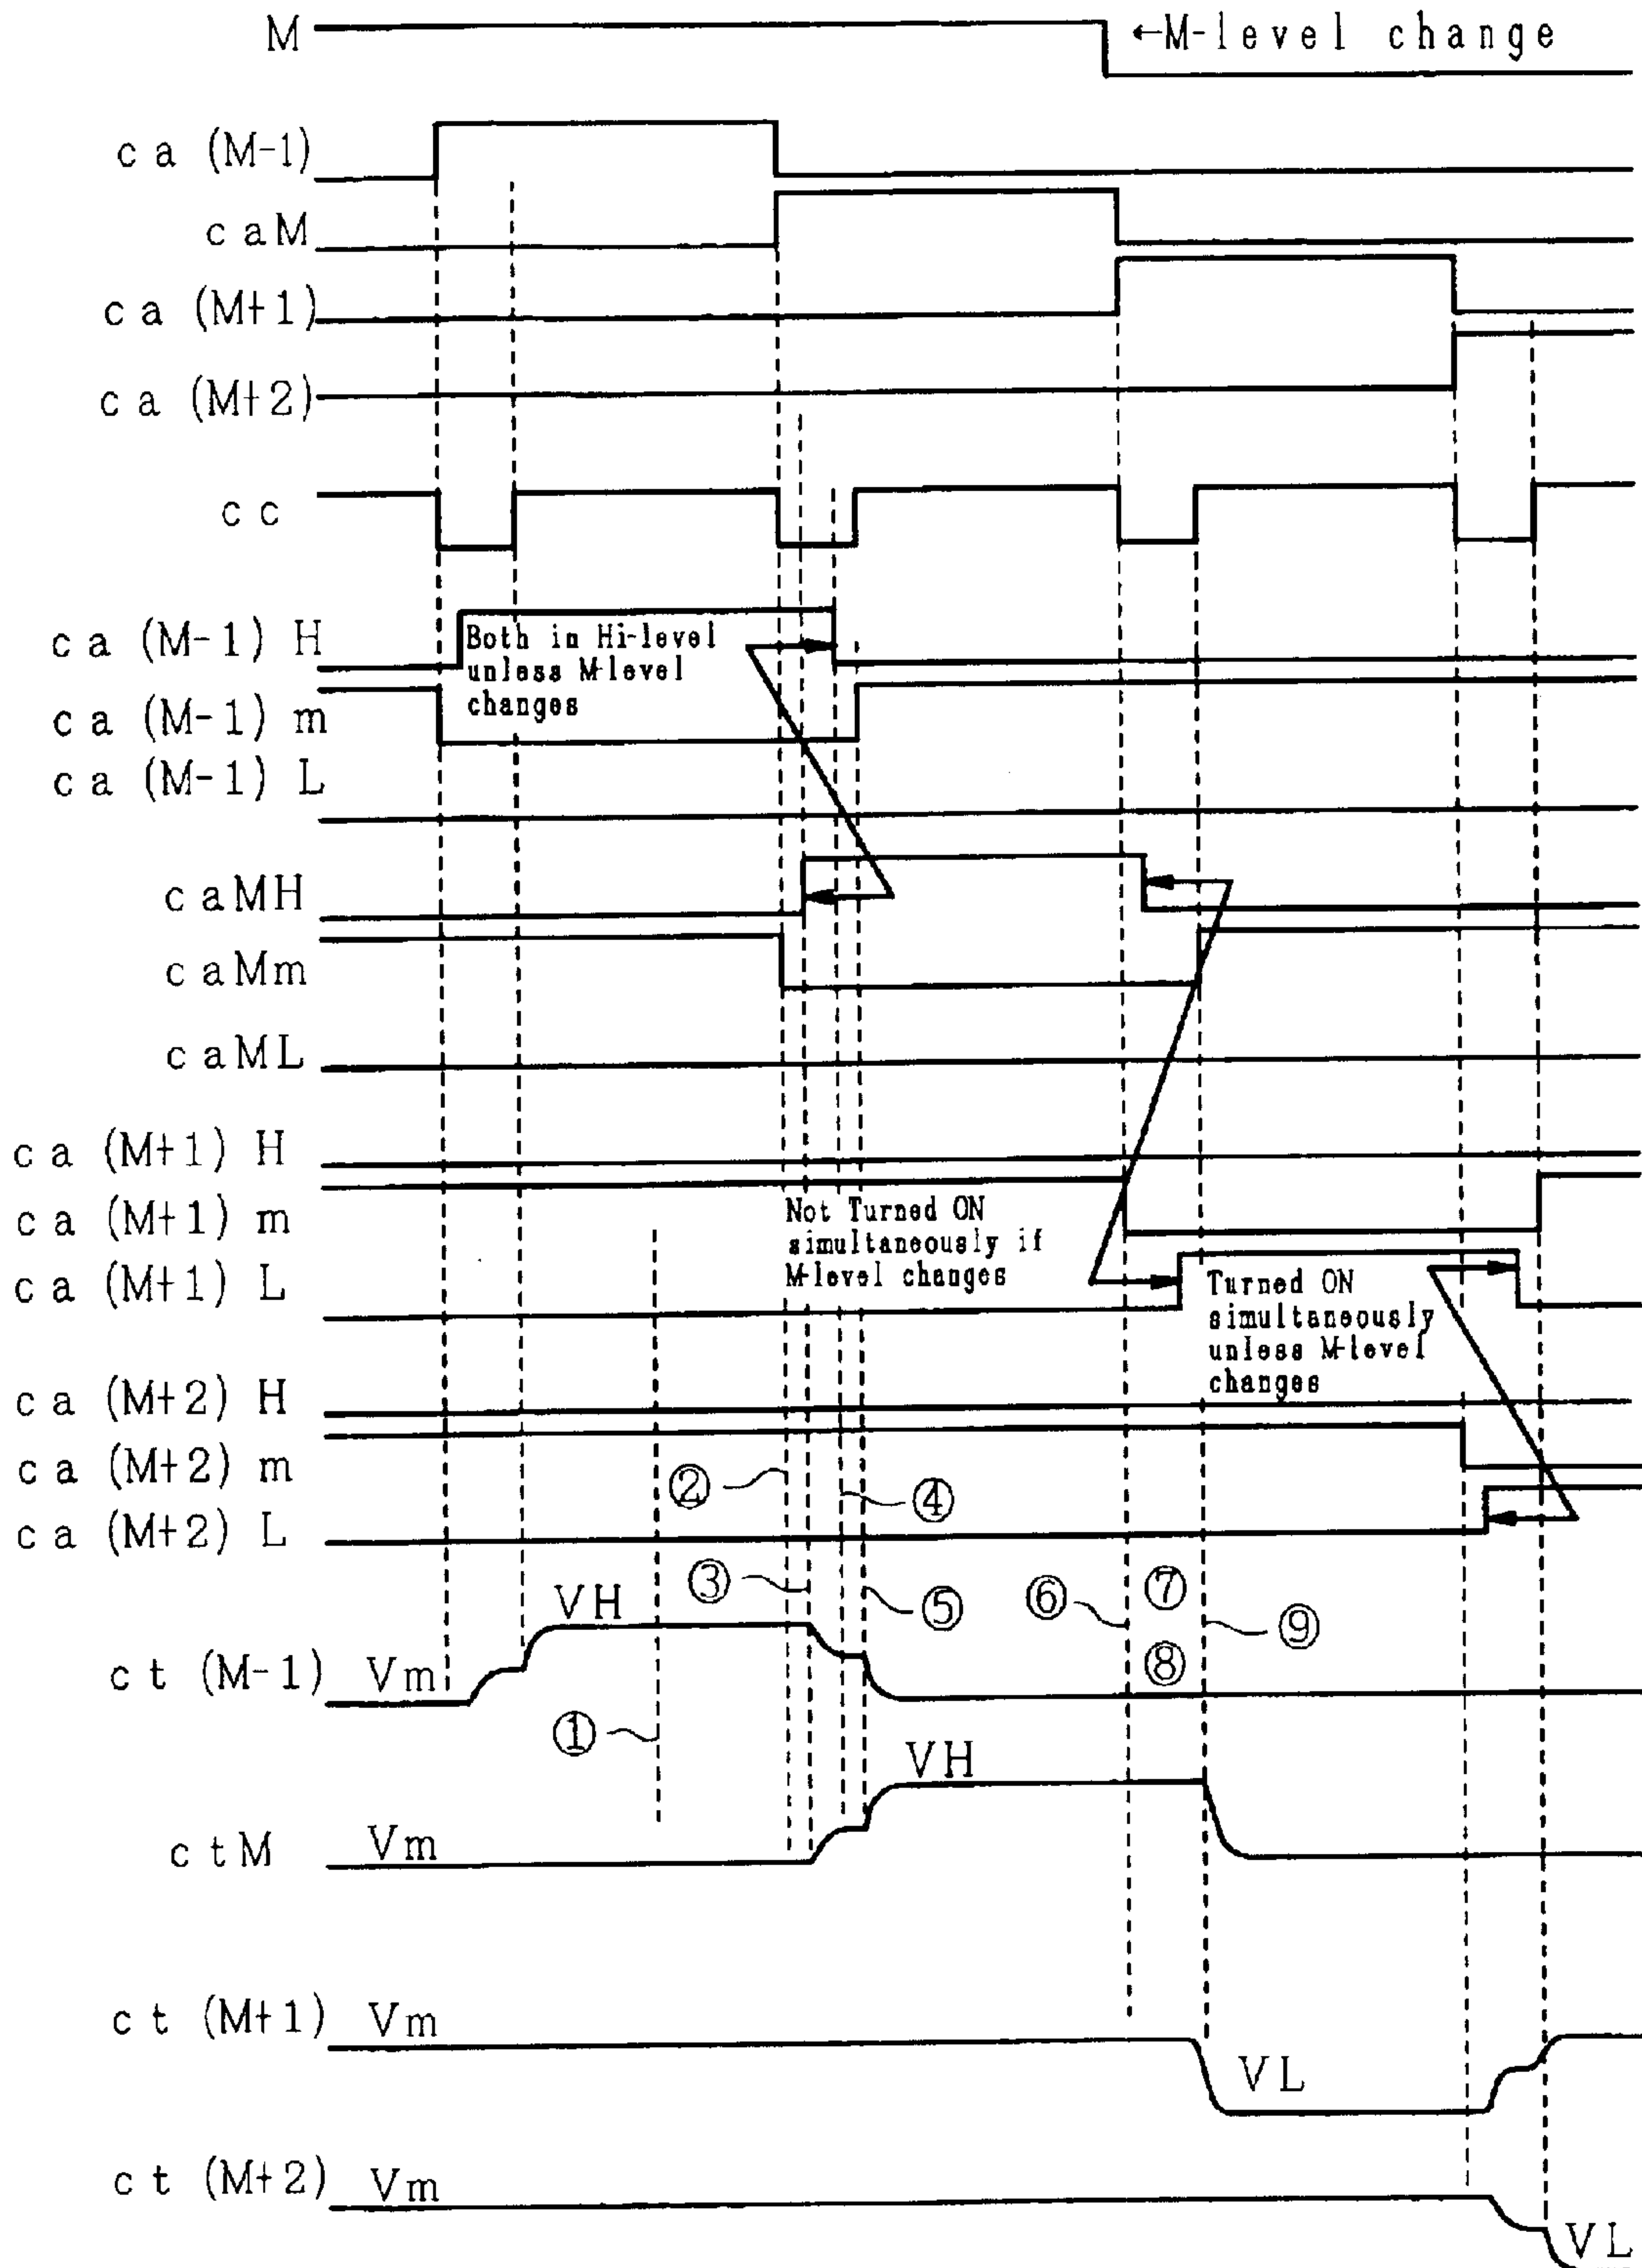 M
←M-level change
ca (M-1)
caM
ca (M+1)
ca (M+2)
cc
ca (M-1) H
Both in Hi-level
unless M-level
changes
ca (M-1) m
ca (M-1) L
caMH
caMm
caML
ca (M+1) H
ca (M+1) m
Not Turned ON
simultaneously if
M-level changes
ca (M+1) L
Turned ON
simultaneously
unless M-level
changes
ca (M+2) H
ca (M+2) m
② ④
ca (M+2) L
③ ⑤ ⑥ ⑦ ⑨
VH
ct (M-1) Vm
⑧
①
VH
ctM Vm
ct (M+1) Vm
VL
ct (M+2) Vm
VL